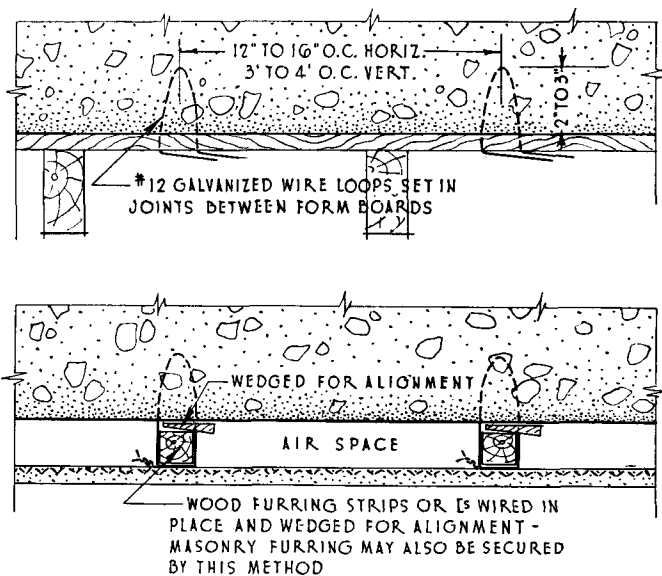 12" TO 16" O.C. HORIZ.
3' TO 4' O.C. VERT.
2" TO 3"
#12 GALVANIZED WIRE LOOPS SET IN
JOINTS BETWEEN FORM BOARDS
WEDGED FOR ALIGNMENT
AIR SPACE
WOOD FURRING STRIPS OR [s WIRED IN
PLACE AND WEDGED FOR ALIGNMENT -
MASONRY FURRING MAY ALSO BE SECURED
BY THIS METHOD